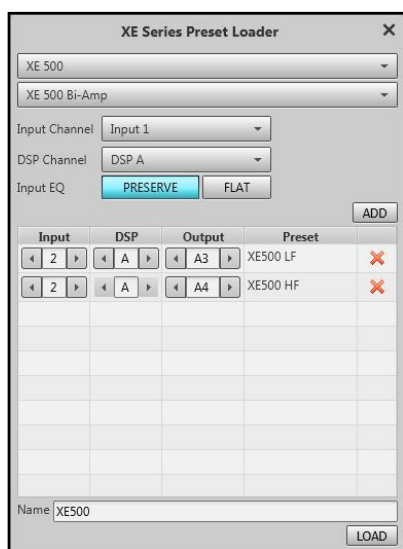 XE Series Preset Loader
XE 500
XE 500 Bi-Amp
Input Channel Input 1
DSP Channel DSP A
Input EQ PRESERVE FLAT
ADD
Input DSP Output Preset
2 A A3 XE500 LF
2 A A4 XE500 HF
Name XE500
LOAD